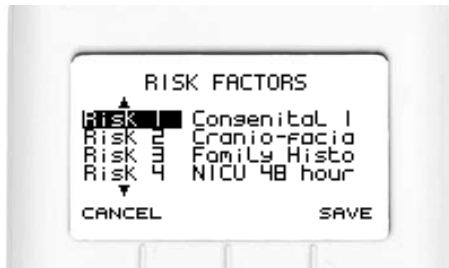 RISK FACTORS
Risk 1 Congenital I
Risk 2 Cranio-facia
Risk 3 Family Histo
Risk 4 NICU 48 hour
CANCEL SAVE